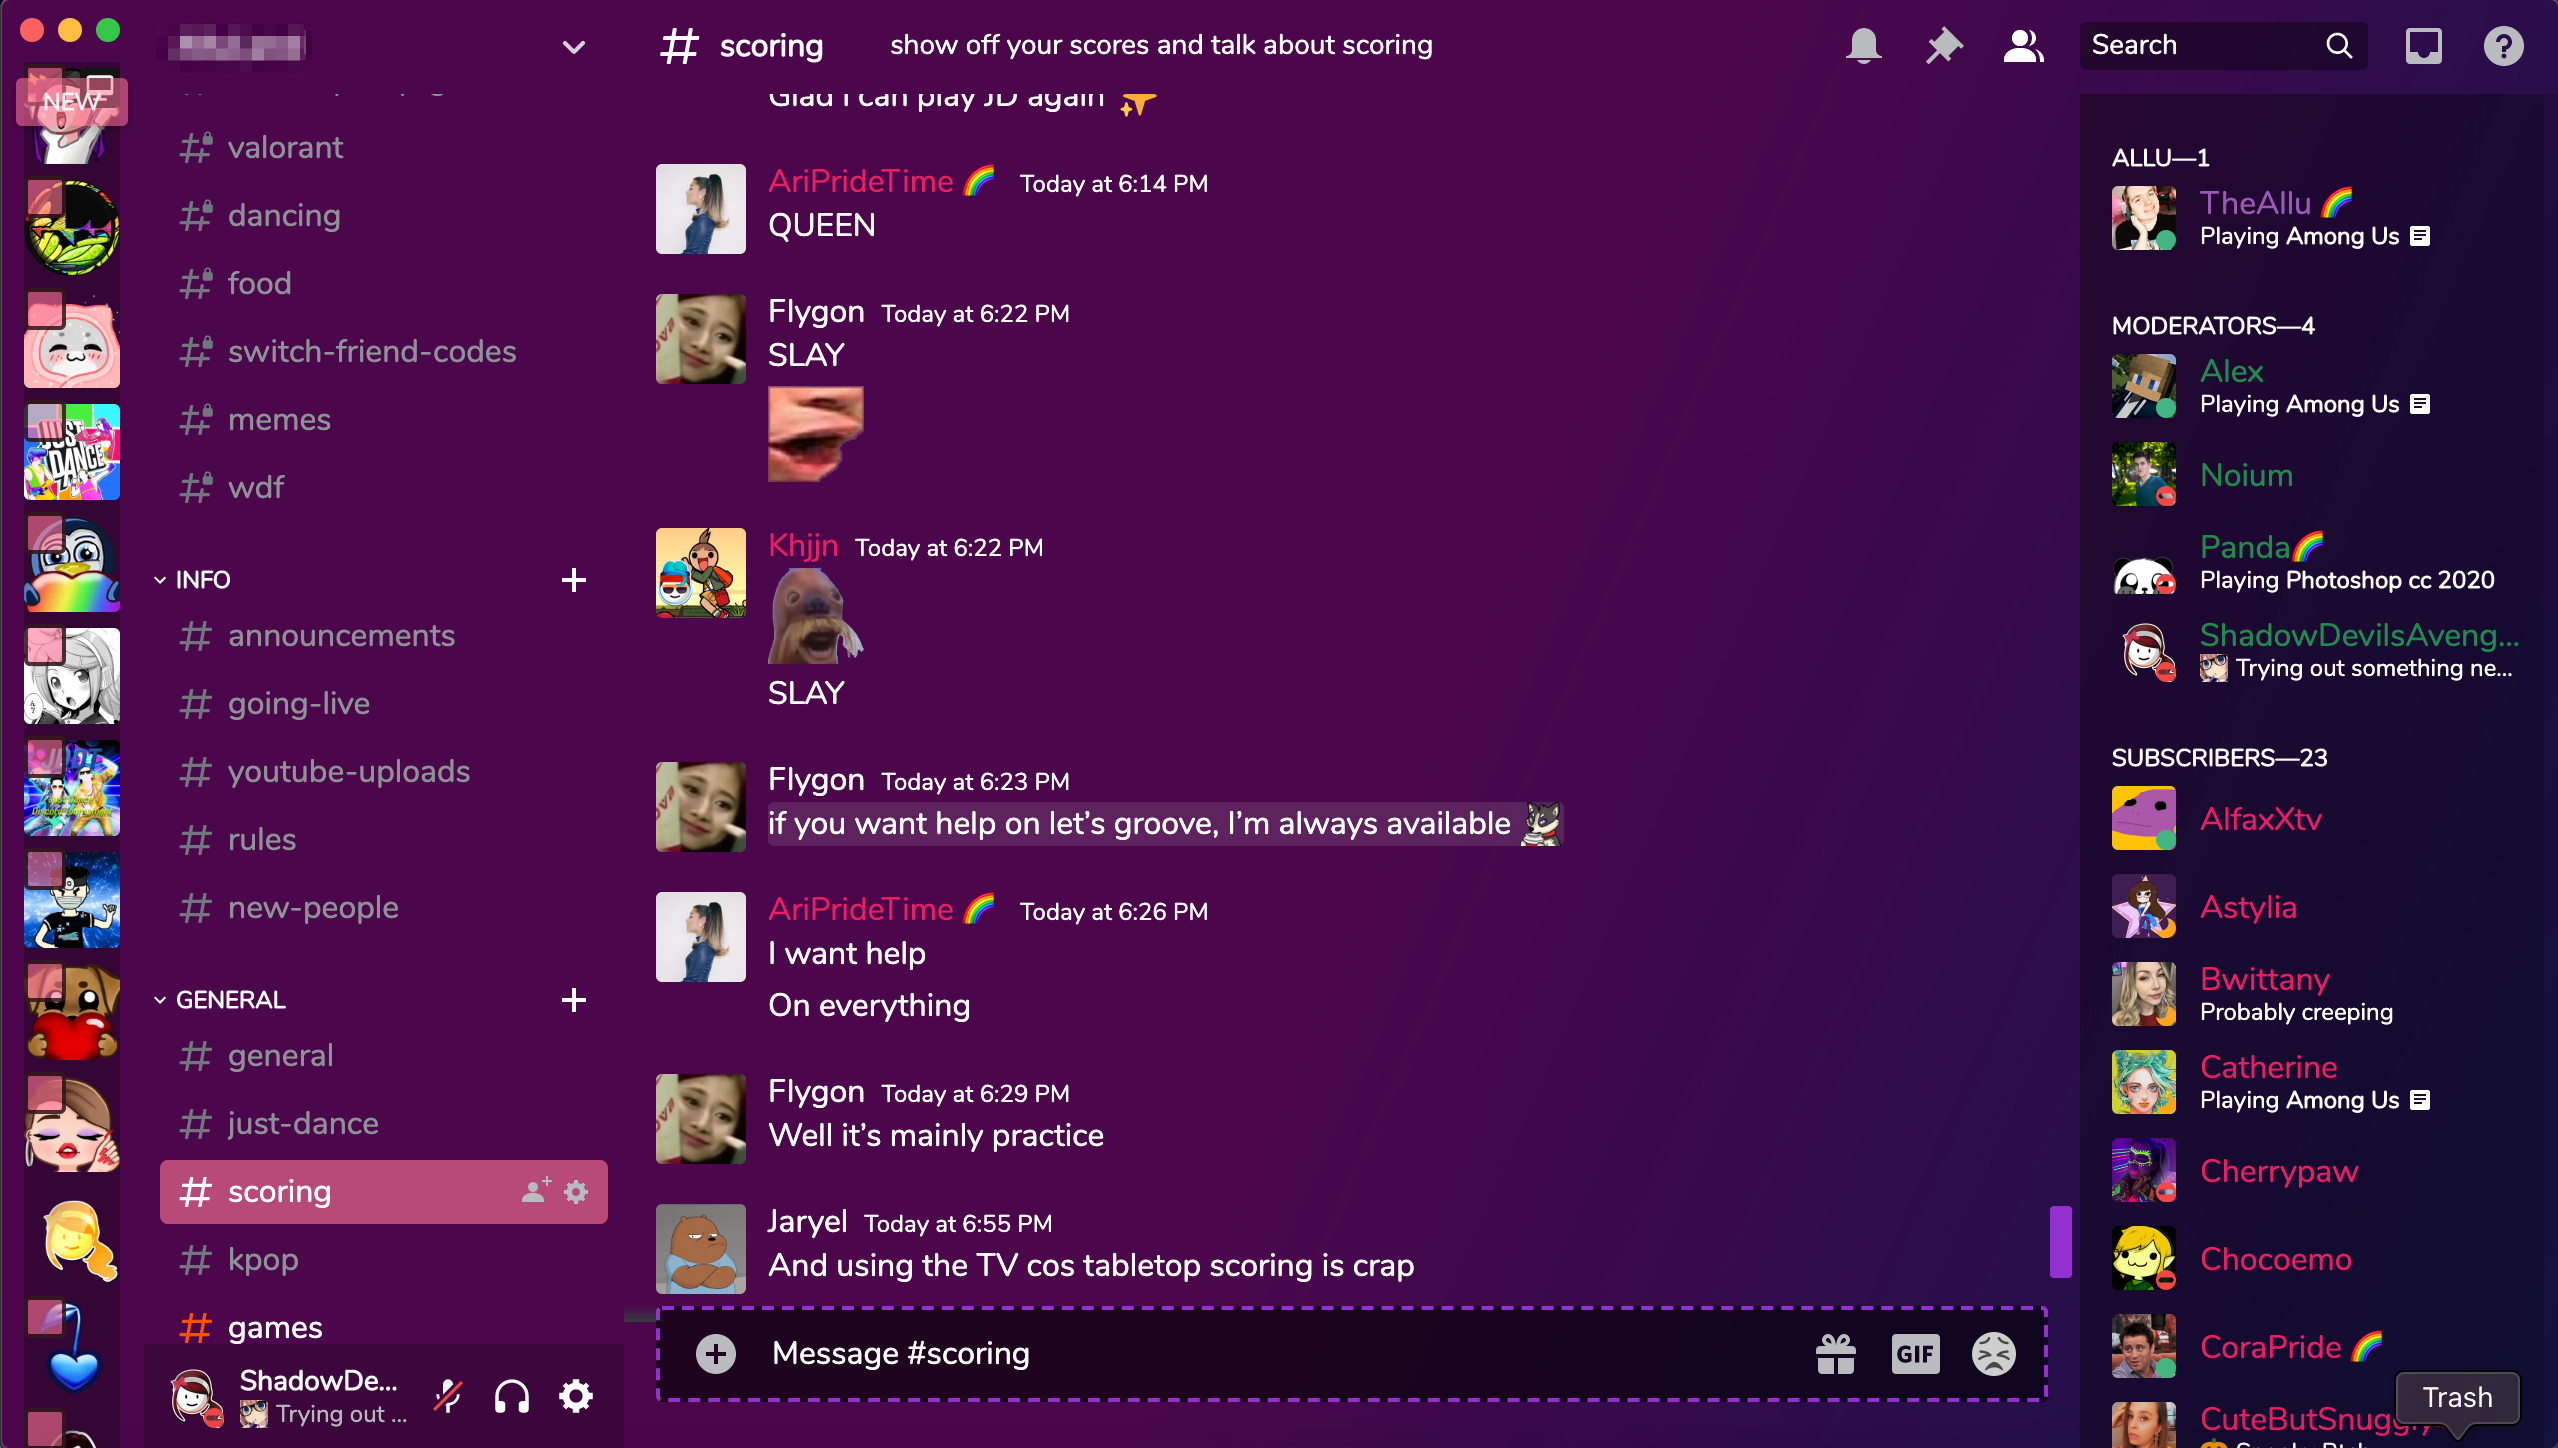 NEW
valorant
dancing
food
switch-friend-codes
memes
wdf
INFO
announcements
going-live
youtube-uploads
rules
new-people
GENERAL
general
just-dance
scoring
kpop
games
ShadowDe...
Trying out ...
scoring
show off your scores and talk about scoring
Search
Glad I can play JD again
AriPrideTime Today at 6:14 PM
QUEEN
Flygon Today at 6:22 PM
SLAY
Khjjn Today at 6:22 PM
SLAY
Flygon Today at 6:23 PM
if you want help on let's groove, I'm always available
AriPrideTime Today at 6:26 PM
I want help
On everything
Flygon Today at 6:29 PM
Well it's mainly practice
Jaryel Today at 6:55 PM
And using the TV cos tabletop scoring is crap
Message #scoring
GIF
ALLU—1
TheAllu
Playing Among Us
MODERATORS—4
Alex
Playing Among Us
Noium
Panda
Playing Photoshop cc 2020
ShadowDevilsAveng...
Trying out something ne...
SUBSCRIBERS—23
AlfaxXtv
Astylia
Bwittany
Probably creeping
Catherine
Playing Among Us
Cherrypaw
Chocoemo
CoraPride
CuteButSnuggly
Trash